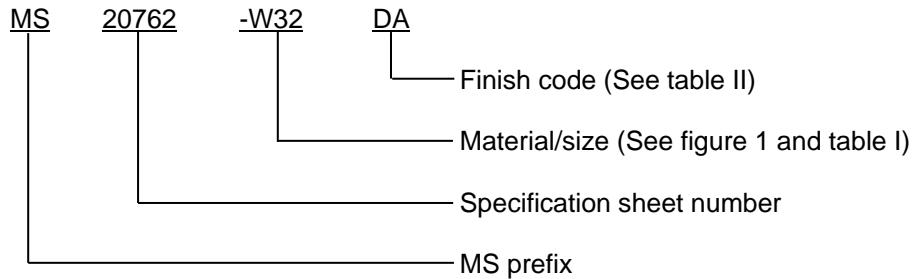 MS 20762 -W32 DA
Finish code (See table II)
Material/size (See figure 1 and table I)
Specification sheet number
MS prefix